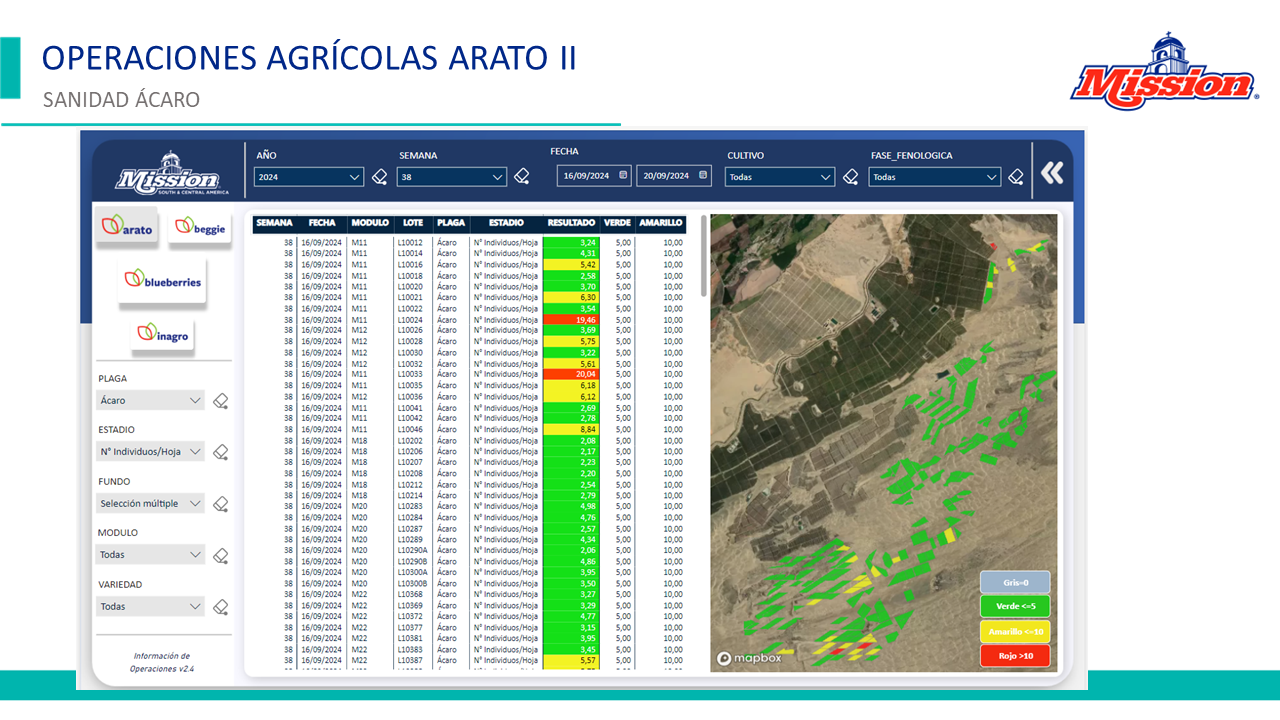 OPERACIONES AGRÍCOLAS ARATO II
SANIDAD ÁCARO
Mission
Mission
SOUTH & CENTRAL AMERICA
AÑO
2024
SEMANA
38
FECHA
16/09/2024 20/09/2024
CULTIVO
Todas
FASE_FENOLOGICA
Todas
arato
beggie
blueberries
inagro
PLAGA
Ácaro
ESTADIO
N° Individuos/Hoja
FUNDO
Selección múltiple
MODULO
Todas
VARIEDAD
Todas
Información de
Operaciones v2.4
SEMANA FECHA MODULO LOTE PLAGA ESTADIO RESULTADO VERDE AMARILLO
38 16/09/2024 M11 L10012 Ácaro N° Individuos/Hoja 3,24 5,00 10,00
38 16/09/2024 M11 L10014 Ácaro N° Individuos/Hoja 4,31 5,00 10,00
38 16/09/2024 M11 L10016 Ácaro N° Individuos/Hoja 5,42 5,00 10,00
38 16/09/2024 M11 L10018 Ácaro N° Individuos/Hoja 2,58 5,00 10,00
38 16/09/2024 M11 L10020 Ácaro N° Individuos/Hoja 3,70 5,00 10,00
38 16/09/2024 M11 L10021 Ácaro N° Individuos/Hoja 6,30 5,00 10,00
38 16/09/2024 M11 L10022 Ácaro N° Individuos/Hoja 3,54 5,00 10,00
38 16/09/2024 M11 L10024 Ácaro N° Individuos/Hoja 19,46 5,00 10,00
38 16/09/2024 M12 L10026 Ácaro N° Individuos/Hoja 3,69 5,00 10,00
38 16/09/2024 M12 L10028 Ácaro N° Individuos/Hoja 5,75 5,00 10,00
38 16/09/2024 M12 L10030 Ácaro N° Individuos/Hoja 3,22 5,00 10,00
38 16/09/2024 M12 L10032 Ácaro N° Individuos/Hoja 5,61 5,00 10,00
38 16/09/2024 M11 L10033 Ácaro N° Individuos/Hoja 20,04 5,00 10,00
38 16/09/2024 M11 L10035 Ácaro N° Individuos/Hoja 6,18 5,00 10,00
38 16/09/2024 M12 L10036 Ácaro N° Individuos/Hoja 6,12 5,00 10,00
38 16/09/2024 M11 L10041 Ácaro N° Individuos/Hoja 2,69 5,00 10,00
38 16/09/2024 M11 L10042 Ácaro N° Individuos/Hoja 2,78 5,00 10,00
38 16/09/2024 M11 L10046 Ácaro N° Individuos/Hoja 8,84 5,00 10,00
38 16/09/2024 M18 L10202 Ácaro N° Individuos/Hoja 2,08 5,00 10,00
38 16/09/2024 M18 L10206 Ácaro N° Individuos/Hoja 2,17 5,00 10,00
38 16/09/2024 M18 L10207 Ácaro N° Individuos/Hoja 2,23 5,00 10,00
38 16/09/2024 M18 L10208 Ácaro N° Individuos/Hoja 2,20 5,00 10,00
38 16/09/2024 M18 L10212 Ácaro N° Individuos/Hoja 2,54 5,00 10,00
38 16/09/2024 M18 L10214 Ácaro N° Individuos/Hoja 2,79 5,00 10,00
38 16/09/2024 M20 L10283 Ácaro N° Individuos/Hoja 4,98 5,00 10,00
38 16/09/2024 M20 L10284 Ácaro N° Individuos/Hoja 4,76 5,00 10,00
38 16/09/2024 M20 L10287 Ácaro N° Individuos/Hoja 2,57 5,00 10,00
38 16/09/2024 M20 L10289 Ácaro N° Individuos/Hoja 4,34 5,00 10,00
38 16/09/2024 M20 L10290A Ácaro N° Individuos/Hoja 2,06 5,00 10,00
38 16/09/2024 M20 L10290B Ácaro N° Individuos/Hoja 4,86 5,00 10,00
38 16/09/2024 M20 L10300A Ácaro N° Individuos/Hoja 3,95 5,00 10,00
38 16/09/2024 M20 L10300B Ácaro N° Individuos/Hoja 3,50 5,00 10,00
38 16/09/2024 M22 L10368 Ácaro N° Individuos/Hoja 3,27 5,00 10,00
38 16/09/2024 M22 L10369 Ácaro N° Individuos/Hoja 3,29 5,00 10,00
38 16/09/2024 M22 L10372 Ácaro N° Individuos/Hoja 4,77 5,00 10,00
38 16/09/2024 M22 L10377 Ácaro N° Individuos/Hoja 3,15 5,00 10,00
38 16/09/2024 M22 L10381 Ácaro N° Individuos/Hoja 3,95 5,00 10,00
38 16/09/2024 M22 L10383 Ácaro N° Individuos/Hoja 3,45 5,00 10,00
38 16/09/2024 M22 L10387 Ácaro N° Individuos/Hoja 5,57 5,00 10,00
Gris=0
Verde <=5
Amarillo <=10
Rojo >10
mapbox